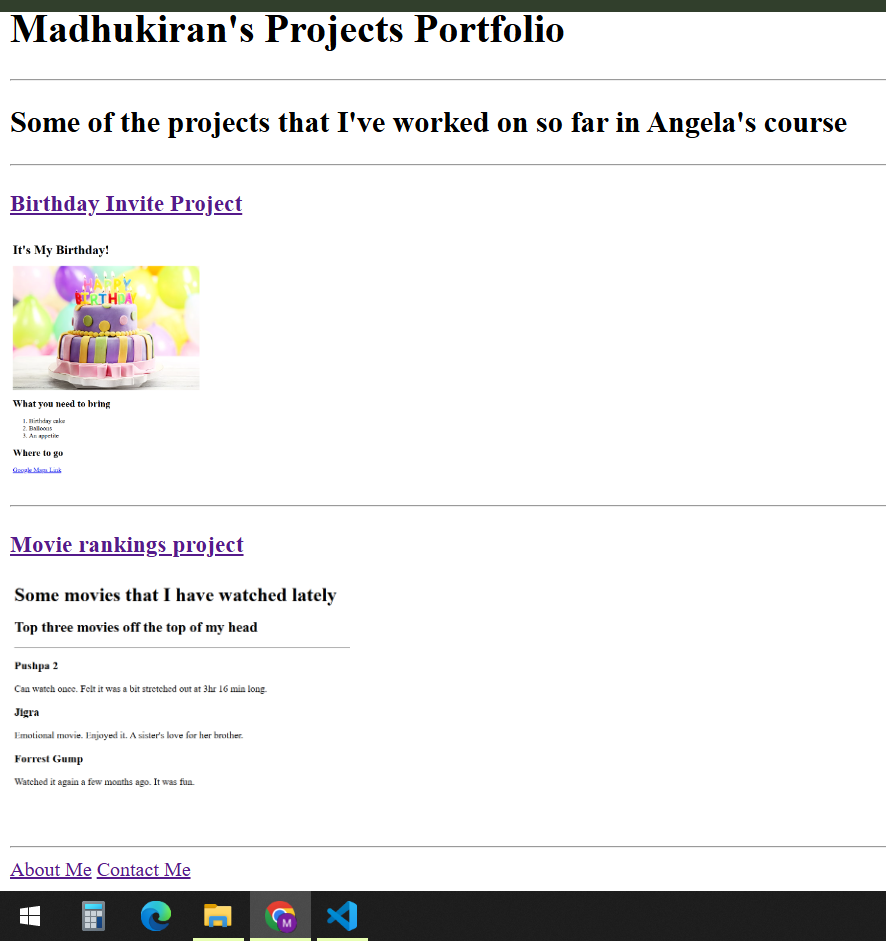 Madhukiran's Projects Portfolio
Some of the projects that I've worked on so far in Angela's course
Birthday Invite Project
It's My Birthday!
HAPPY
BIRTHDAY
What you need to bring
1. Birthday cake
2. Balloons
3. An appetite
Where to go
Google Maps Link
Movie rankings project
Some movies that I have watched lately
Top three movies off the top of my head
Pushpa 2
Can watch once. Felt it was a bit stretched out at 3hr 16 min long.
Jigra
Emotional movie. Enjoyed it. A sister's love for her brother.
Forrest Gump
Watched it again a few months ago. It was fun.
About Me Contact Me
M